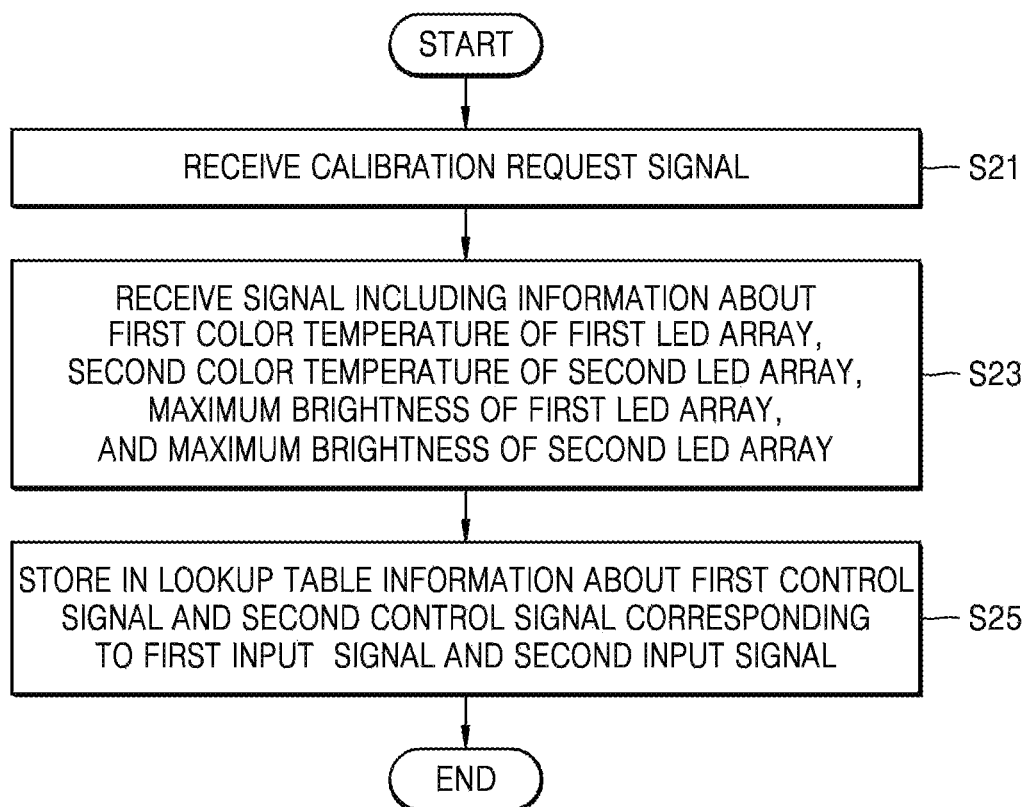 START
RECEIVE CALIBRATION REQUEST SIGNAL
S21
RECEIVE SIGNAL INCLUDING INFORMATION ABOUT
FIRST COLOR TEMPERATURE OF FIRST LED ARRAY,
SECOND COLOR TEMPERATURE OF SECOND LED ARRAY,
MAXIMUM BRIGHTNESS OF FIRST LED ARRAY,
AND MAXIMUM BRIGHTNESS OF SECOND LED ARRAY
S23
STORE IN LOOKUP TABLE INFORMATION ABOUT FIRST CONTROL
SIGNAL AND SECOND CONTROL SIGNAL CORRESPONDING
TO FIRST INPUT SIGNAL AND SECOND INPUT SIGNAL
S25
END